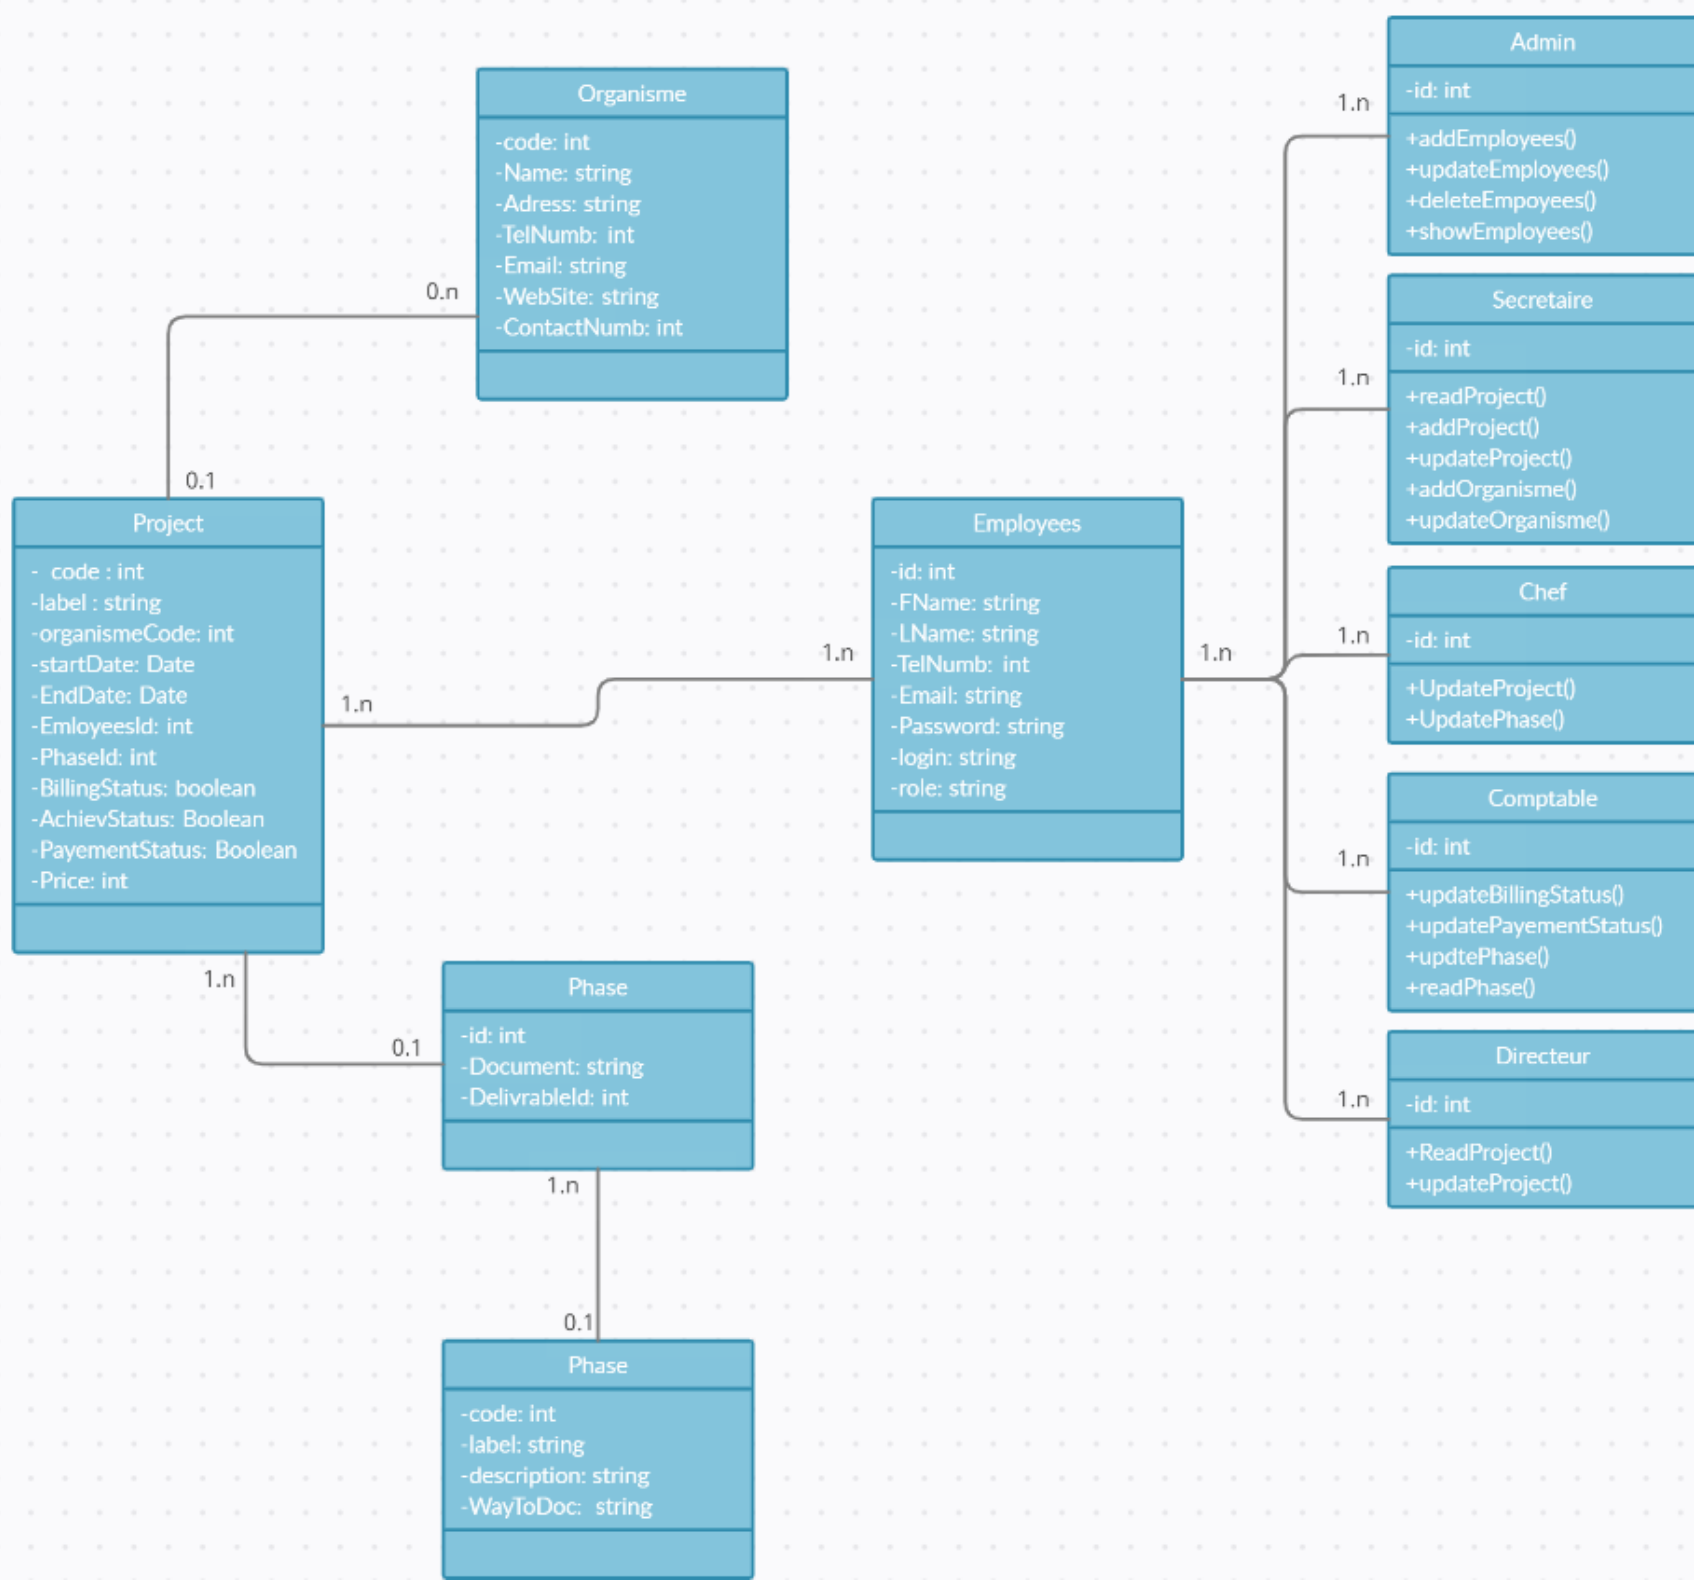 Organisme
-code: int
-Name: string
-Adress: string
-TelNumb: int
-Email: string
-WebSite: string
-ContactNumb: int
0.n
0.1
Project
- code : int
-label : string
-organismeCode: int
-startDate: Date
-EndDate: Date
-EmloyeesId: int
-PhaseId: int
-BillingStatus: boolean
-AchievStatus: Boolean
-PayementStatus: Boolean
-Price: int
1.n
1.n
Employees
-id: int
-FName: string
-LName: string
-TelNumb: int
-Email: string
-Password: string
-login: string
-role: string
1.n
1.n
0.1
Phase
-id: int
-Document: string
-DelivrableId: int
1.n
0.1
Phase
-code: int
-label: string
-description: string
-WayToDoc: string
1.n
Admin
-id: int
+addEmployees()
+updateEmployees()
+deleteEmpoyees()
+showEmployees()
1.n
Secretaire
-id: int
+readProject()
+addProject()
+updateProject()
+addOrganisme()
+updateOrganisme()
1.n
Chef
-id: int
+UpdateProject()
+UpdatePhase()
1.n
Comptable
-id: int
+updateBillingStatus()
+updatePayementStatus()
+updtePhase()
+readPhase()
1.n
Directeur
-id: int
+ReadProject()
+updateProject()